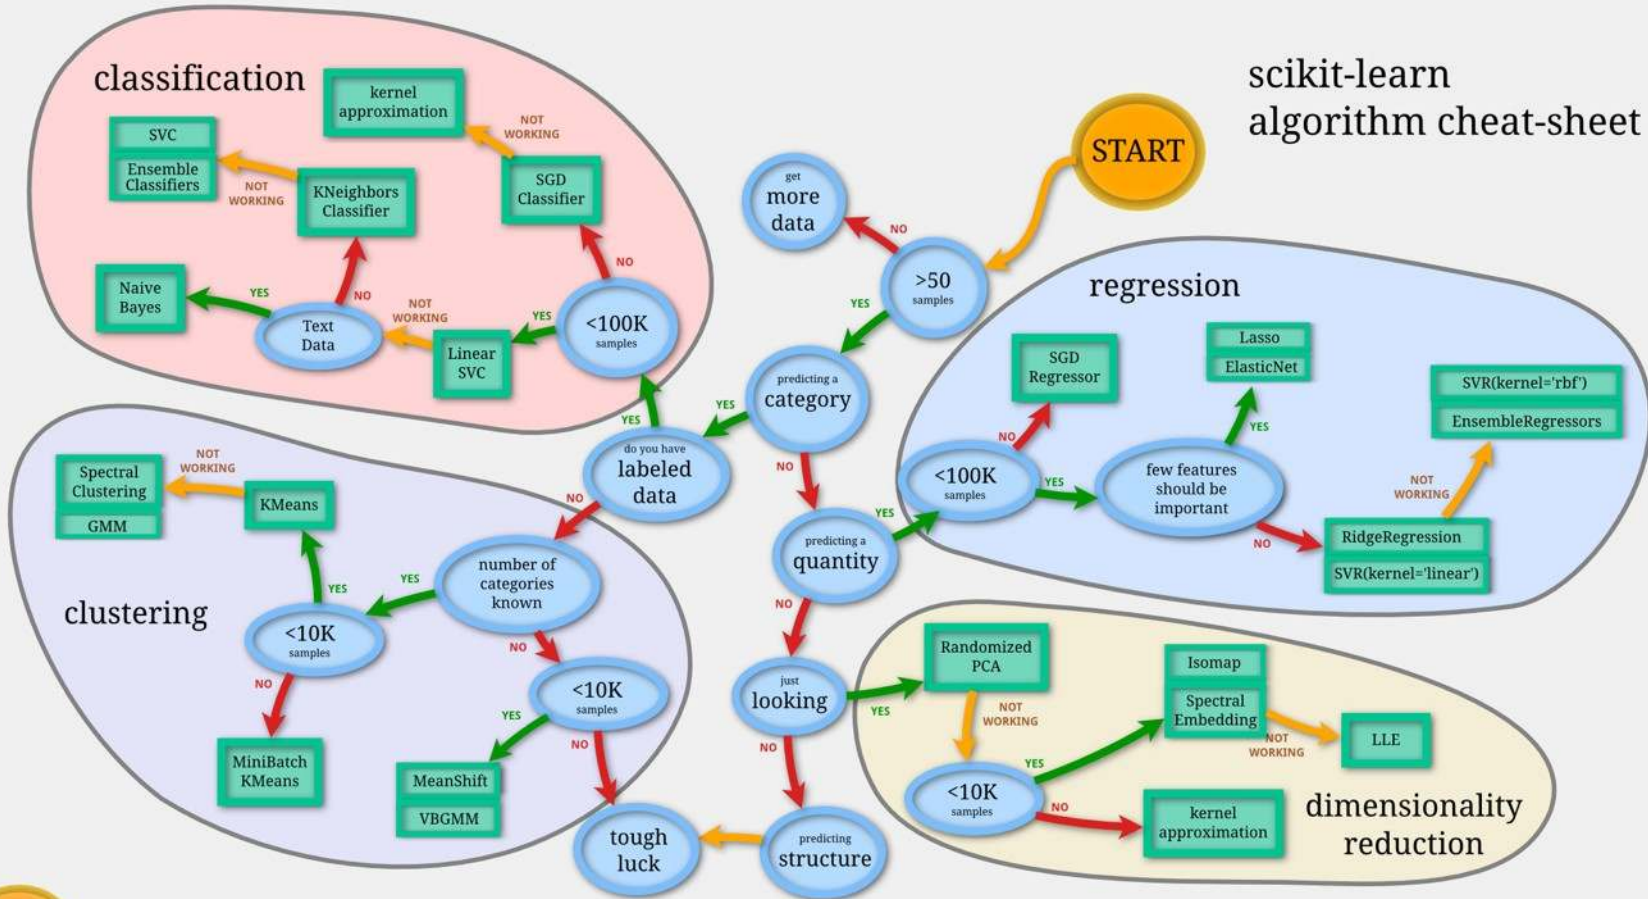 scikit-learn
algorithm cheat-sheet
START
>50
samples
NO
get
more
data
YES
predicting a
category
YES
do you have
labeled
data
YES
NO
NO
predicting a
quantity
YES
NO
just
looking
YES
NO
predicting
structure
tough
luck
classification
<100K
samples
NO
SGD
Classifier
NOT
WORKING
kernel
approximation
YES
Linear
SVC
NOT
WORKING
Text
Data
YES
Naive
Bayes
NO
KNeighbors
Classifier
NOT
WORKING
SVC
Ensemble
Classifiers
clustering
number of
categories
known
YES
<10K
samples
YES
KMeans
NOT
WORKING
Spectral
Clustering
GMM
NO
MiniBatch
KMeans
NO
<10K
samples
YES
MeanShift
VBGMM
NO
regression
<100K
samples
NO
SGD
Regressor
YES
few features
should be
important
YES
Lasso
ElasticNet
NO
RidgeRegression
SVR(kernel='linear')
NOT
WORKING
SVR(kernel='rbf')
EnsembleRegressors
dimensionality
reduction
Randomized
PCA
NOT
WORKING
<10K
samples
YES
Isomap
Spectral
Embedding
NOT
WORKING
LLE
NO
kernel
approximation